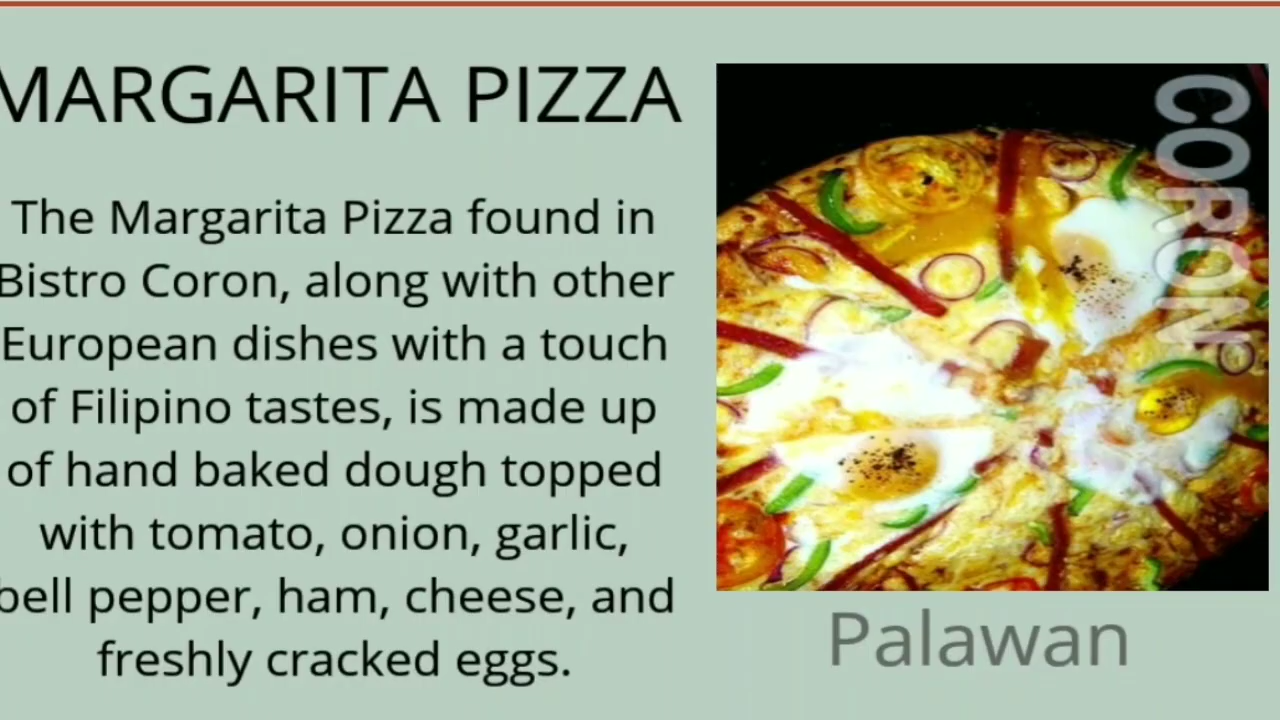 MARGARITA PIZZA
The Margarita Pizza found in
Bistro Coron, along with other
European dishes with a touch
of Filipino tastes, is made up
of hand baked dough topped
with tomato, onion, garlic,
bell pepper, ham, cheese, and
freshly cracked eggs.
CORON
Palawan